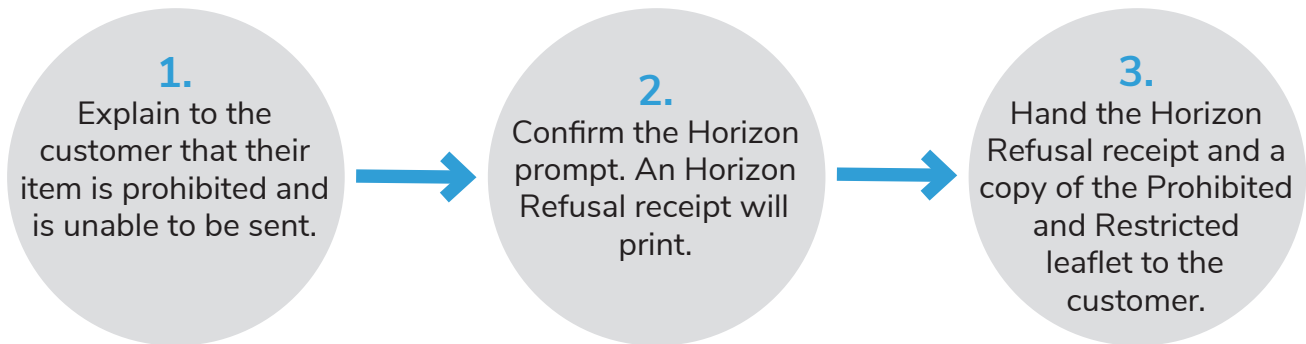 1.
Explain to the
customer that their
item is prohibited and
is unable to be sent.
2.
Confirm the Horizon
prompt. An Horizon
Refusal receipt will
print.
3.
Hand the Horizon
Refusal receipt and a
copy of the Prohibited
and Restricted
leaflet to the
customer.